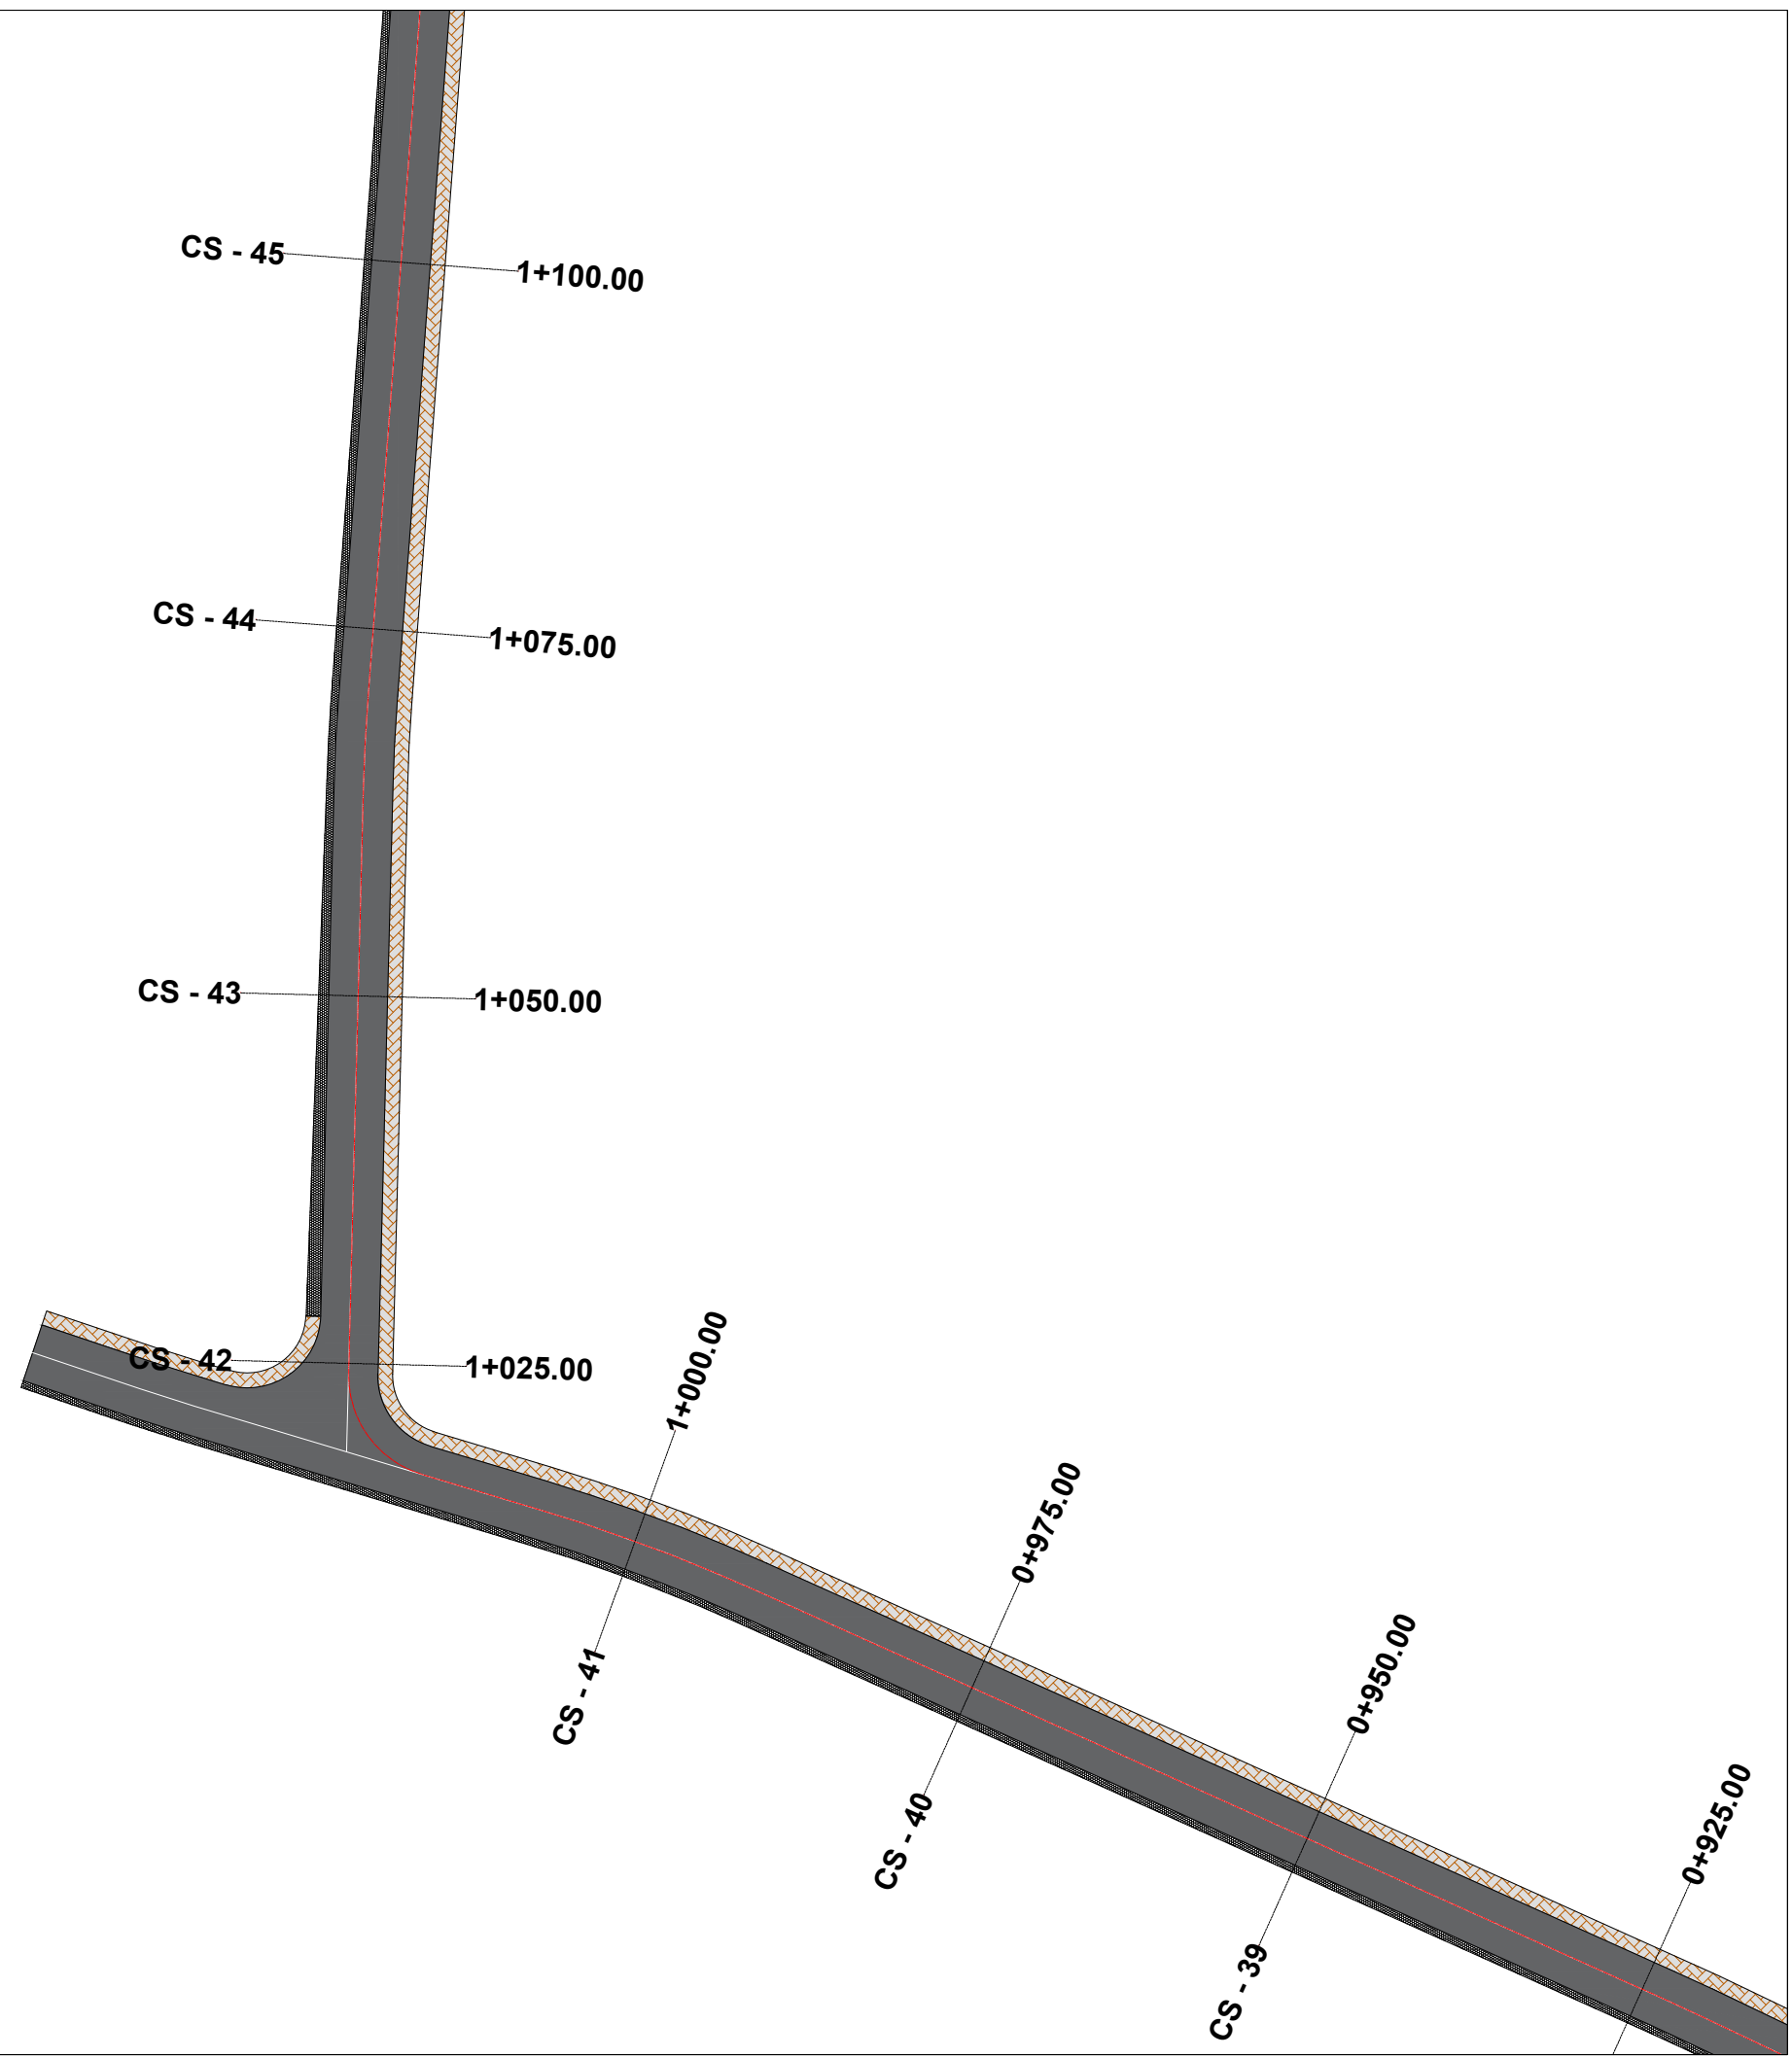 CS - 45
1+100.00
CS - 44
1+075.00
CS - 43
1+050.00
CS - 42
1+025.00
1+000.00
CS - 41
0+975.00
CS - 40
0+950.00
CS - 39
0+925.00